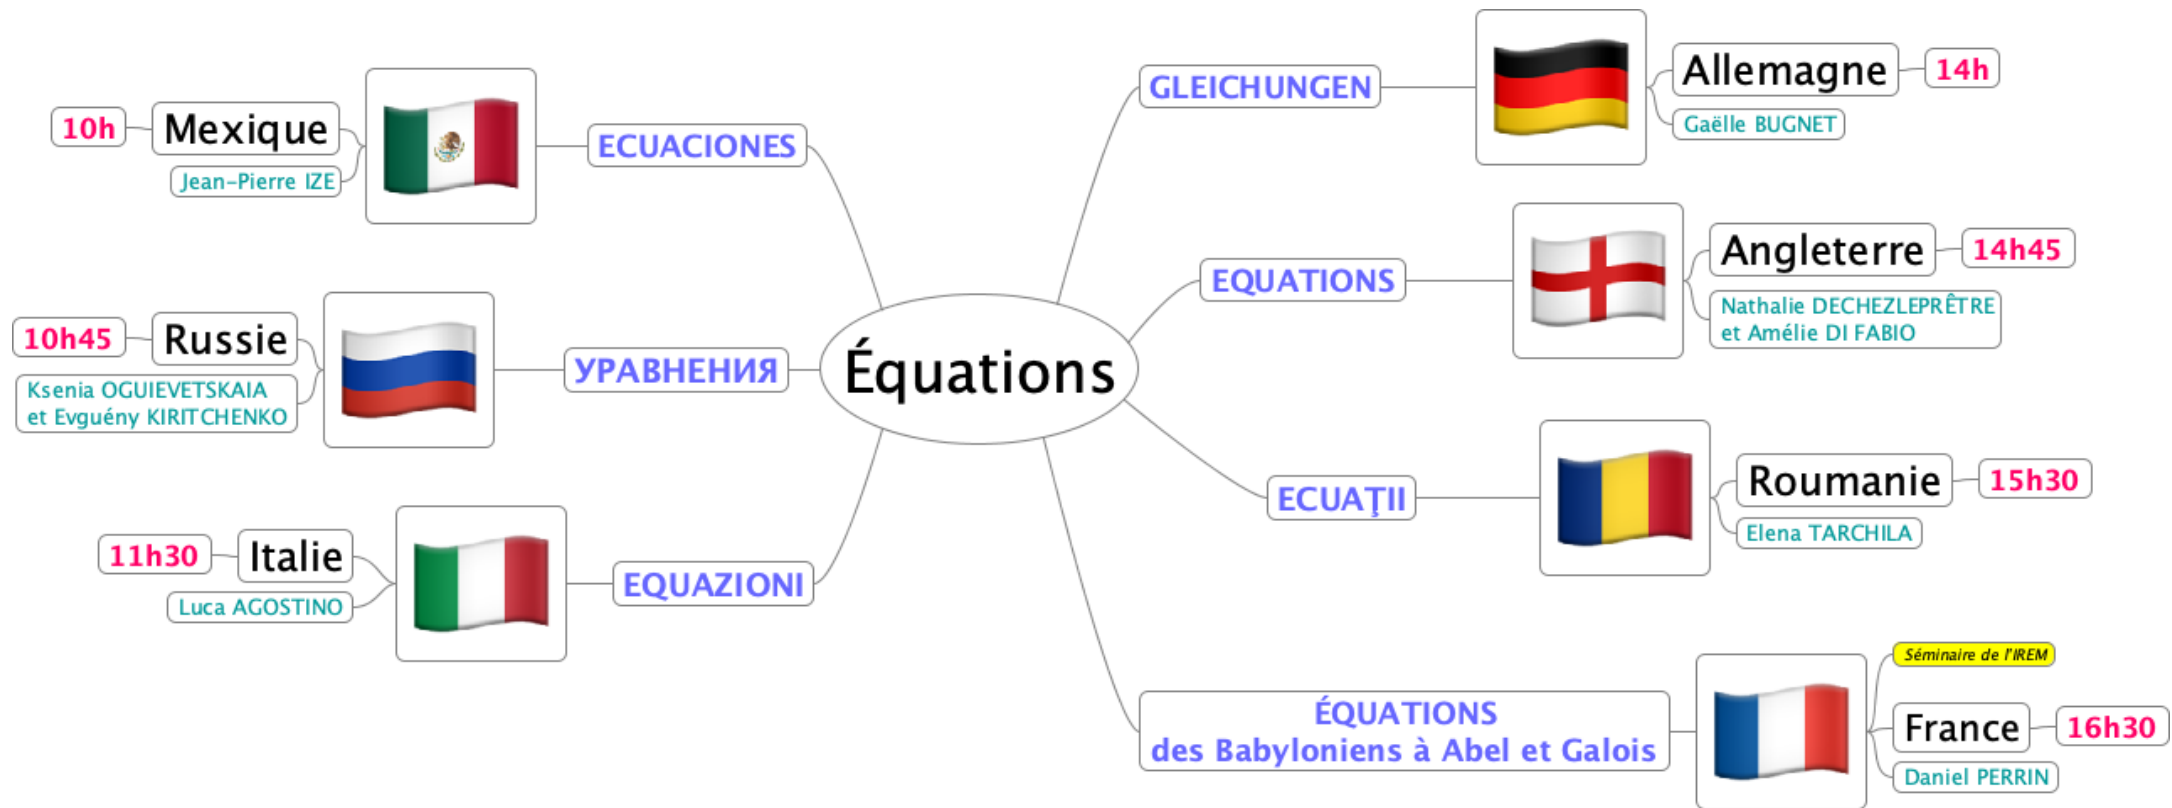 Équations
ECUACIONES
Mexique
10h
Jean-Pierre IZE
УРАВНЕНИЯ
Russie
10h45
Ksenia OGUIEVETSKAIA
et Evguény KIRITCHENKO
EQUAZIONI
Italie
11h30
Luca AGOSTINO
GLEICHUNGEN
Allemagne
14h
Gaëlle BUGNET
EQUATIONS
Angleterre
14h45
Nathalie DECHEZLEPRÊTRE
et Amélie DI FABIO
ECUAŢII
Roumanie
15h30
Elena TARCHILA
ÉQUATIONS
des Babyloniens à Abel et Galois
Séminaire de l'IREM
France
16h30
Daniel PERRIN